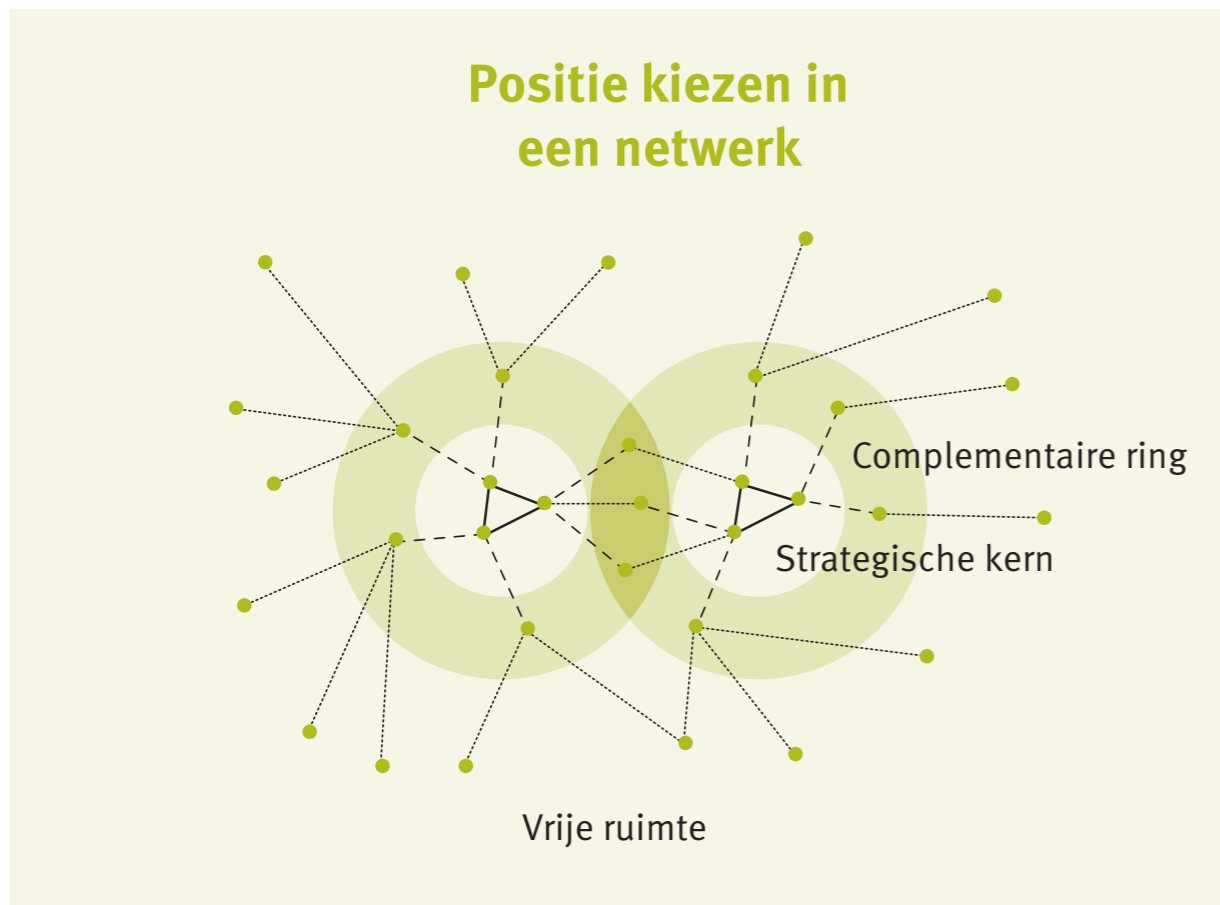 Positie kiezen in
een netwerk
Complementaire ring
Strategische kern
Vrije ruimte